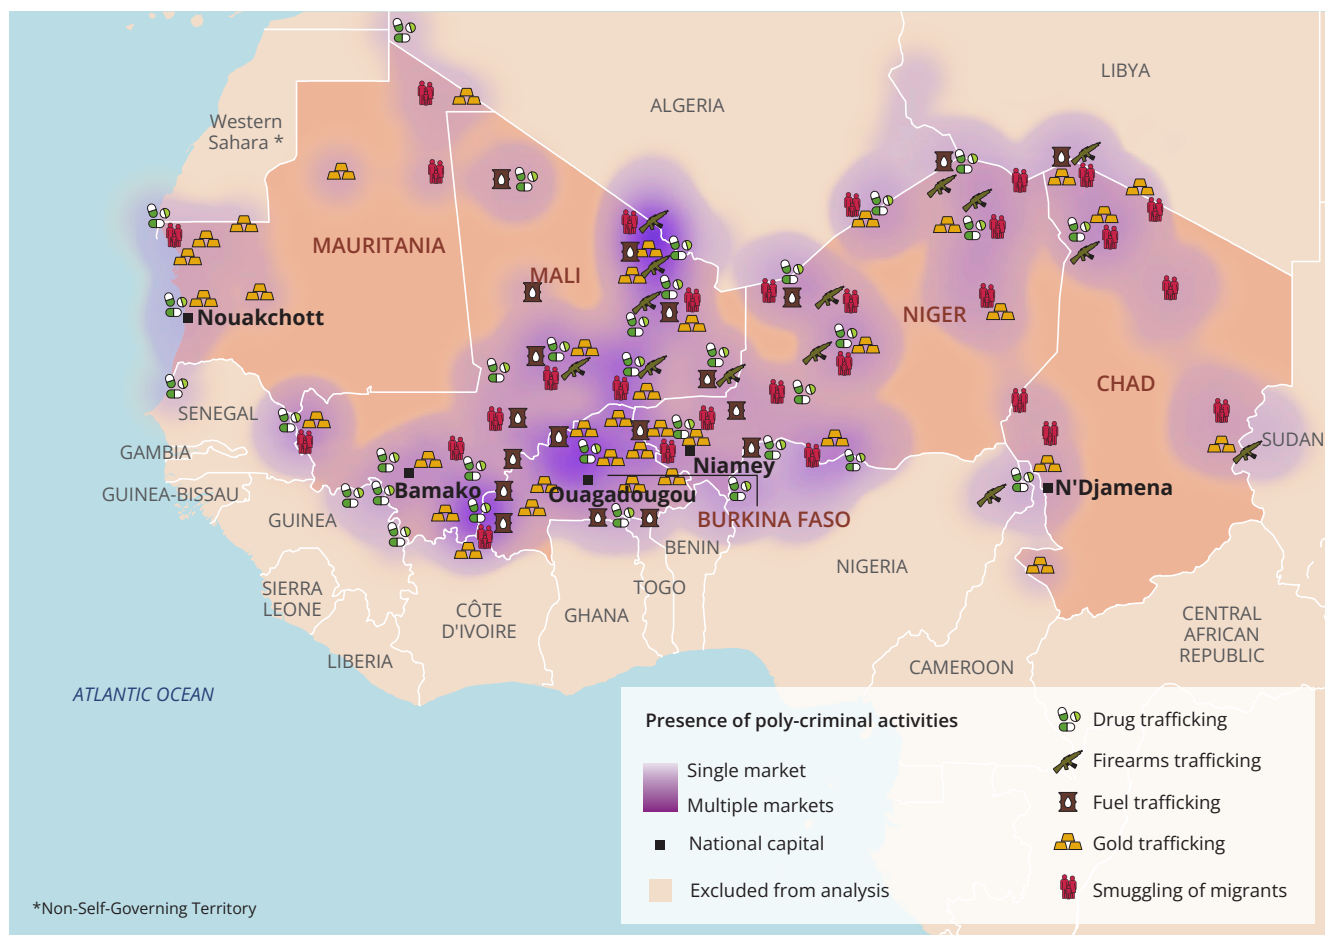 LIBYA
ALGERIA
Western
Sahara *
MAURITANIA
MALI
NIGER
Nouakchott
CHAD
SENEGAL
SUDAN
GAMBIA
Niamey
Bamako
Ouagadougou
N'Djamena
GUINEA-BISSAU
GUINEA
BURKINA FASO
BENIN
NIGERIA
SIERRA
LEONE
TOGO
CÔTE
D'IVOIRE
GHANA
CENTRAL
AFRICAN
REPUBLIC
LIBERIA
CAMEROON
ATLANTIC OCEAN
Presence of poly-criminal activities
Single market
Multiple markets
National capital
Excluded from analysis
Drug trafficking
Firearms trafficking
Fuel trafficking
Gold trafficking
Smuggling of migrants
*Non-Self-Governing Territory